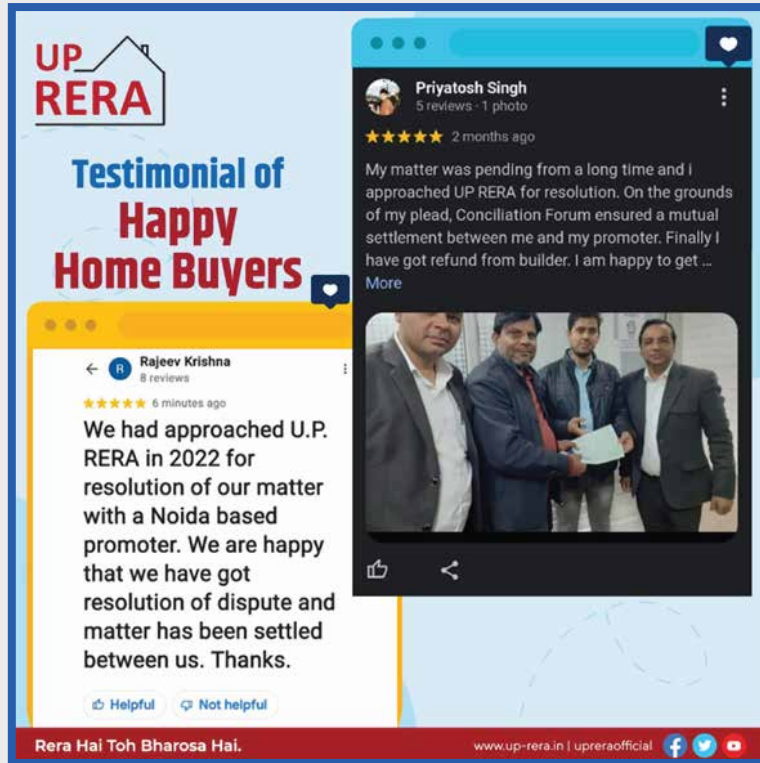 UP
RERA
Testimonial of
Happy
Home Buyers
Priyatosh Singh
5 reviews · 1 photo
2 months ago
My matter was pending from a long time and i
approached UP RERA for resolution. On the grounds
of my plead, Conciliation Forum ensured a mutual
settlement between me and my promoter. Finally I
have got refund from builder. I am happy to get ...
More
R
Rajeev Krishna
8 reviews
6 minutes ago
We had approached U.P.
RERA in 2022 for
resolution of our matter
with a Noida based
promoter. We are happy
that we have got
resolution of dispute and
matter has been settled
between us. Thanks.
Helpful
Not helpful
Rera Hai Toh Bharosa Hai.
www.up-rera.in | upreraofficial